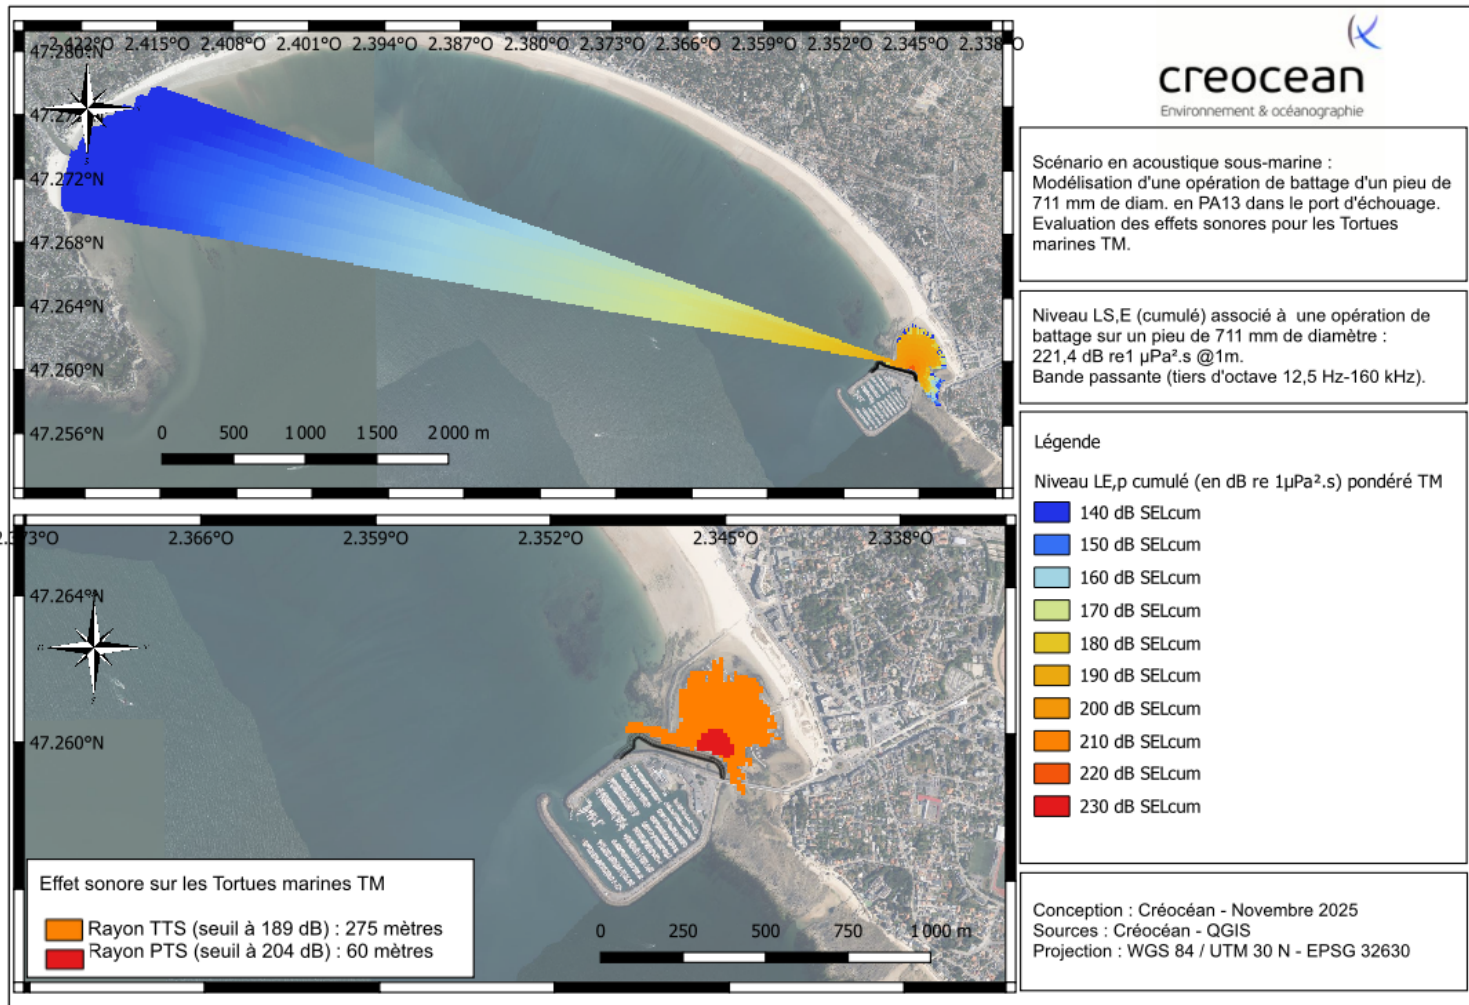 2.422°O 2.415°O 2.408°O 2.401°O 2.394°O 2.387°O 2.380°O 2.373°O 2.366°O 2.359°O 2.352°O 2.345°O 2.338°O
47.280°N
47.272°N
47.268°N
47.264°N
47.260°N
47.256°N
0 500 1 000 1 500 2 000 m
creocean
Environnement & océanographie
Scénario en acoustique sous-marine :
Modélisation d'une opération de battage d'un pieu de
711 mm de diam. en PA13 dans le port d'échouage.
Evaluation des effets sonores pour les Tortues
marines TM.
Niveau LS,E (cumulé) associé à une opération de
battage sur un pieu de 711 mm de diamètre :
221,4 dB re1 µPa².s @1m.
Bande passante (tiers d'octave 12,5 Hz-160 kHz).
Légende
Niveau LE,p cumulé (en dB re 1µPa².s) pondéré TM
140 dB SELcum
150 dB SELcum
160 dB SELcum
170 dB SELcum
180 dB SELcum
190 dB SELcum
200 dB SELcum
210 dB SELcum
220 dB SELcum
230 dB SELcum
2.373°O 2.366°O 2.359°O 2.352°O 2.345°O 2.338°O
47.264°N
47.260°N
Effet sonore sur les Tortues marines TM
Rayon TTS (seuil à 189 dB) : 275 mètres
Rayon PTS (seuil à 204 dB) : 60 mètres
0 250 500 750 1 000 m
Conception : Créocéan - Novembre 2025
Sources : Créocéan - QGIS
Projection : WGS 84 / UTM 30 N - EPSG 32630